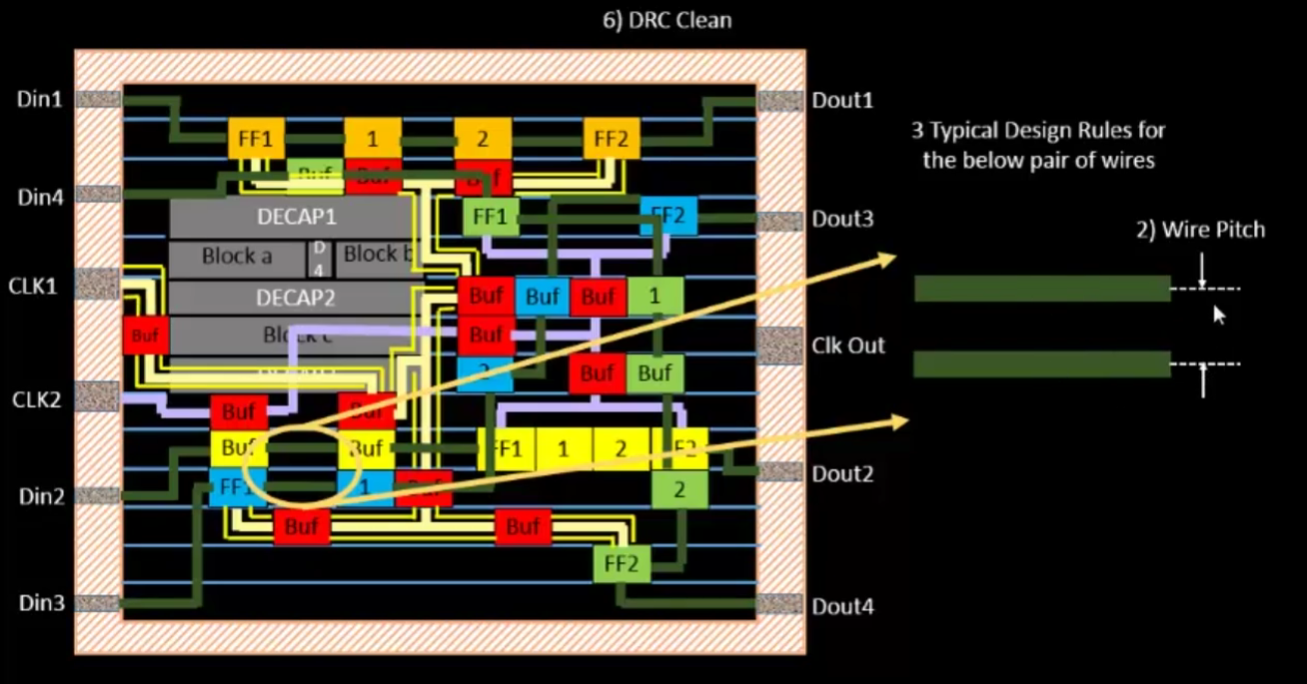 6) DRC Clean
Din1
Dout1
FF1 1 2 FF2
3 Typical Design Rules for
the below pair of wires
Buf Buf Buf
Din4
DECAP1
FF1
FF2
Dout3
2) Wire Pitch
Block a
D
4
Block b
CLK1
DECAP2
Buf Buf Buf 1
Buf
Block c
Buf
Clk Out
2
Buf Buf
CLK2
Buf
Buf
Buf
Buf
FF1 1 2 FF2
Dout2
Din2
FF1
1
Buf
2
Buf
Buf
FF2
Din3
Dout4